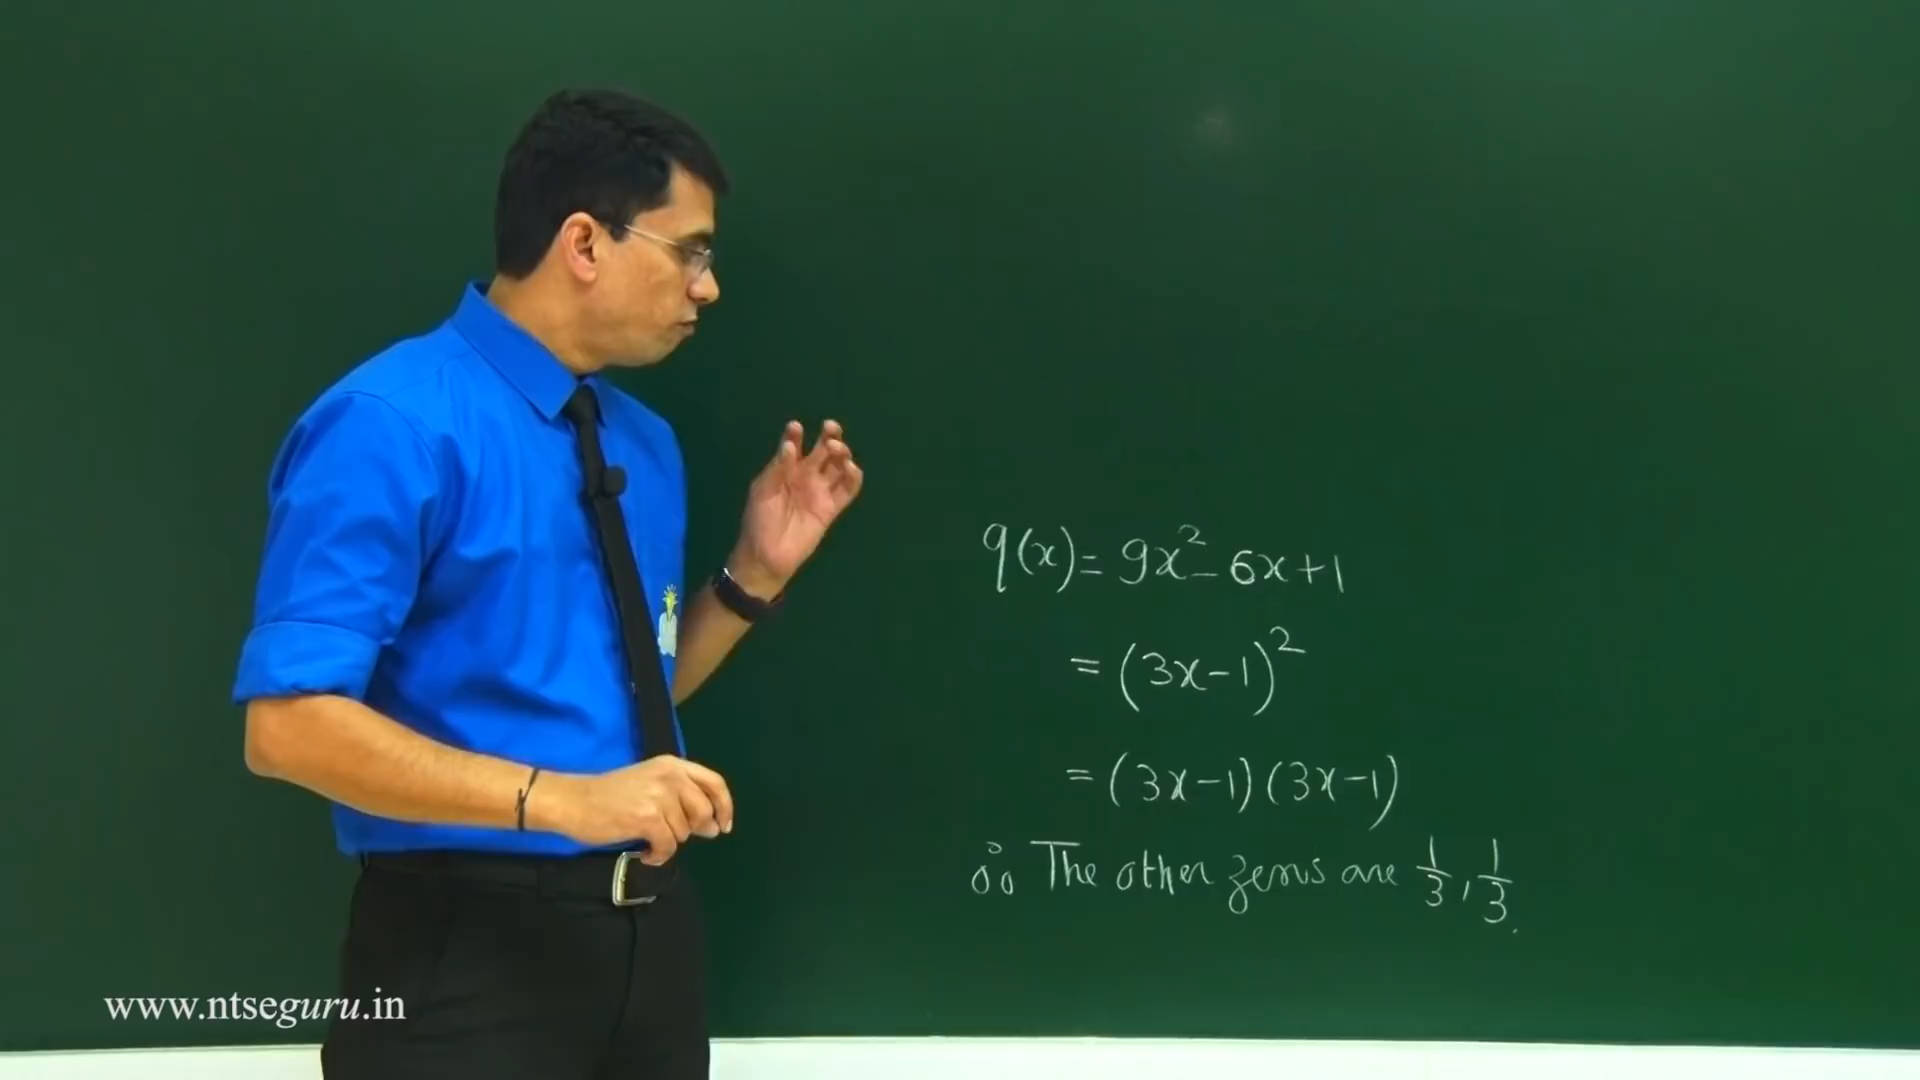 q(x) = 9x² - 6x + 1
= (3x-1)²
= (3x-1)(3x-1)
∴ The other zeros are 1/3, 1/3.
www.ntseguru.in